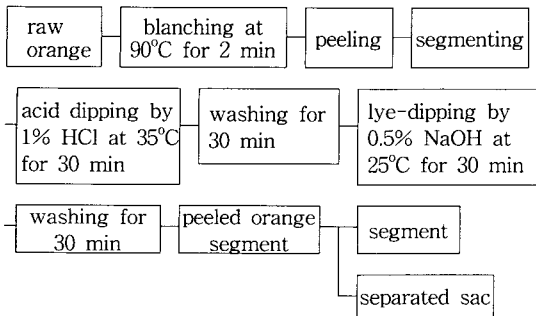 raw
orange
blanching at
90°C for 2 min
peeling
segmenting
acid dipping by
1% HCl at 35°C
for 30 min
washing for
30 min
lye-dipping by
0.5% NaOH at
25°C for 30 min
washing for
30 min
peeled orange
segment
segment
separated sac